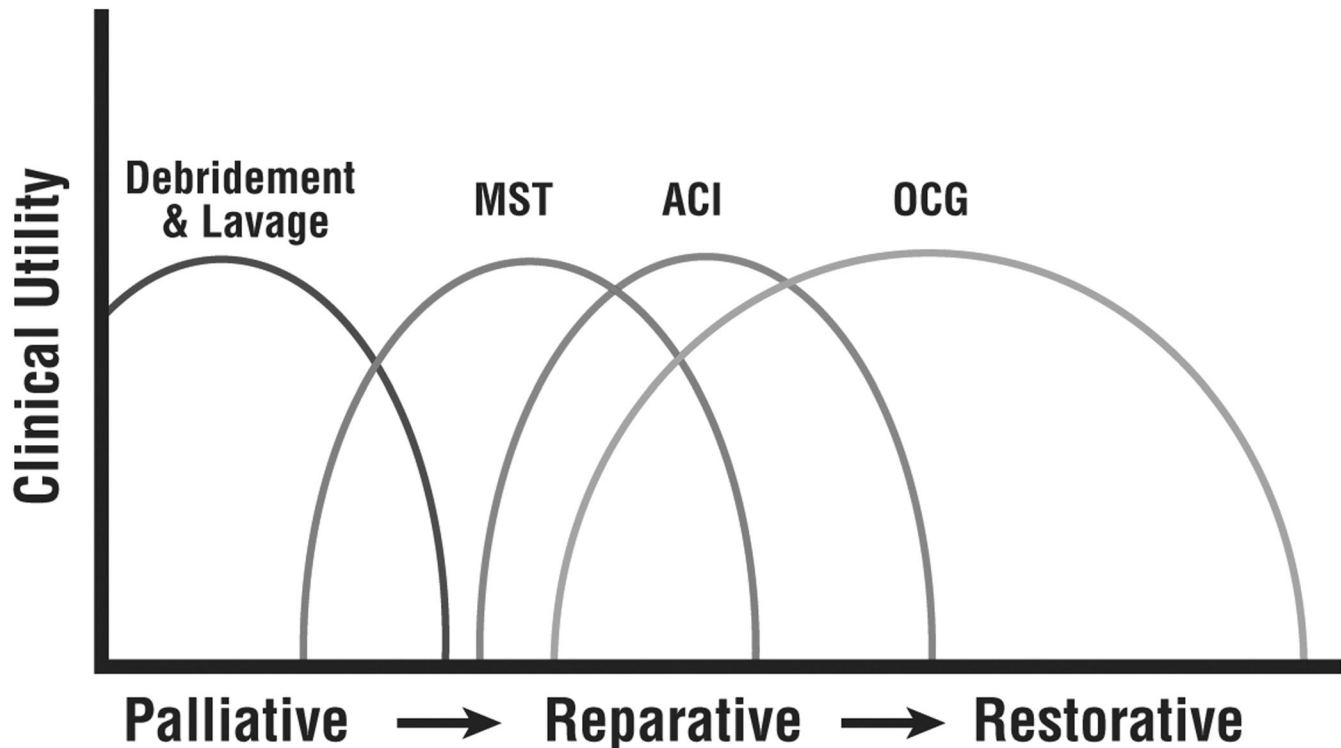 Clinical Utility
Debridement
& Lavage
MST
ACI
OCG
Palliative → Reparative → Restorative